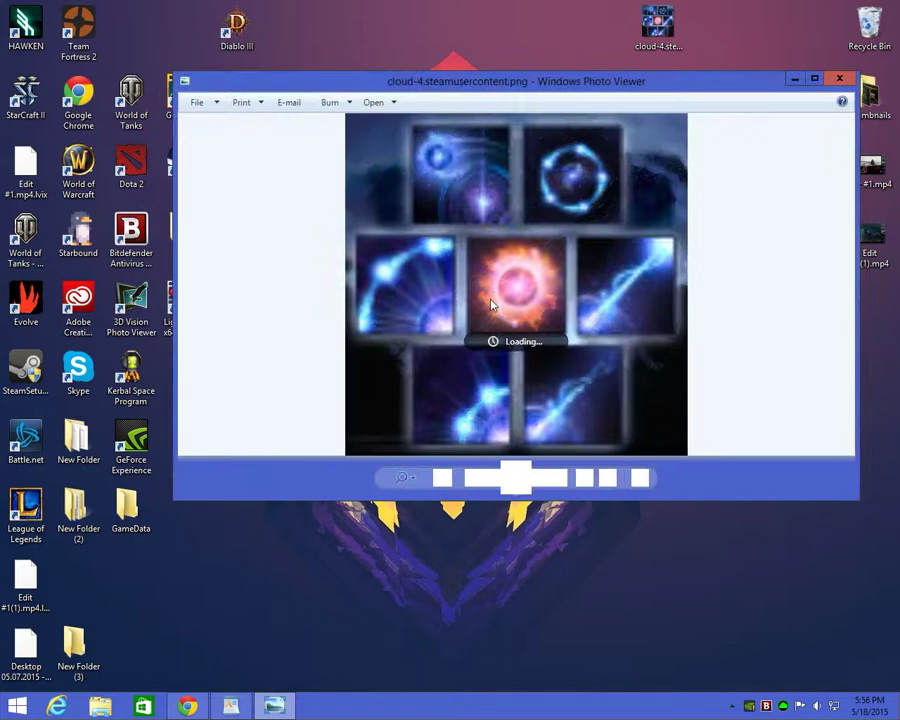 HAWKEN
Team
Fortress 2
Diablo III
cloud-4.ste...
Recycle Bin
cloud-4.steamusercontent.png - Windows Photo Viewer
File
Print
E-mail
Burn
Open
StarCraft II
Google
Chrome
World of
Tanks
mbnails
Loading...
Edit
#1.mp4.lvix
World of
Warcraft
Dota 2
#1.mp4
World of
Tanks - ...
Starbound
Bitdefender
Antivirus ...
Edit
(1).mp4
Evolve
Adobe
Creati...
3D Vision
Photo Viewer
SteamSetu...
Skype
Kerbal Space
Program
Battle.net
New Folder
GeForce
Experience
League of
Legends
New Folder
(2)
GameData
Edit
#1(1).mp4.l...
Desktop
05.07.2015 -...
New Folder
(3)
5:56 PM
5/18/2015